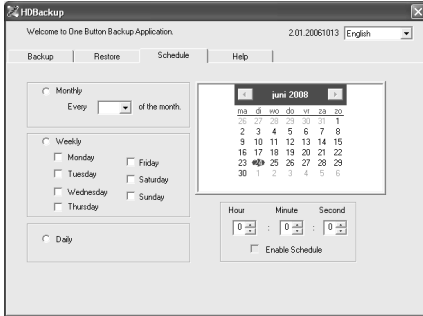 HDBackup
Welcome to One Button Backup Application.
2.01.20061013
English
Backup Restore Schedule Help
Monthly
Every of the month.
Weekly
Monday
Tuesday
Wednesday
Thursday
Friday
Saturday
Sunday
Daily
juni 2008
ma di wo do vr za zo
26 27 28 29 30 31 1
2 3 4 5 6 7 8
9 10 11 12 13 14 15
16 17 18 19 20 21 22
23 24 25 26 27 28 29
30 1 2 3 4 5 6
Hour Minute Second
0 : 0 : 0
Enable Schedule